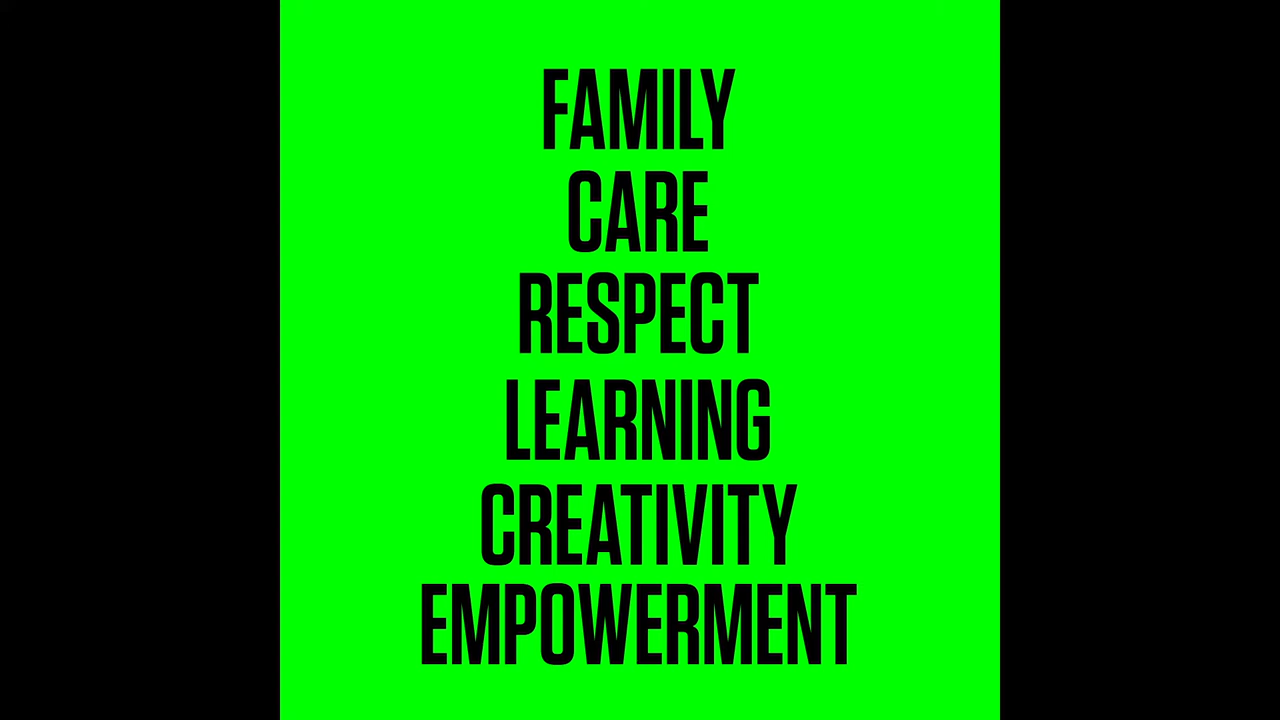 FAMILY
CARE
RESPECT
LEARNING
CREATIVITY
EMPOWERMENT